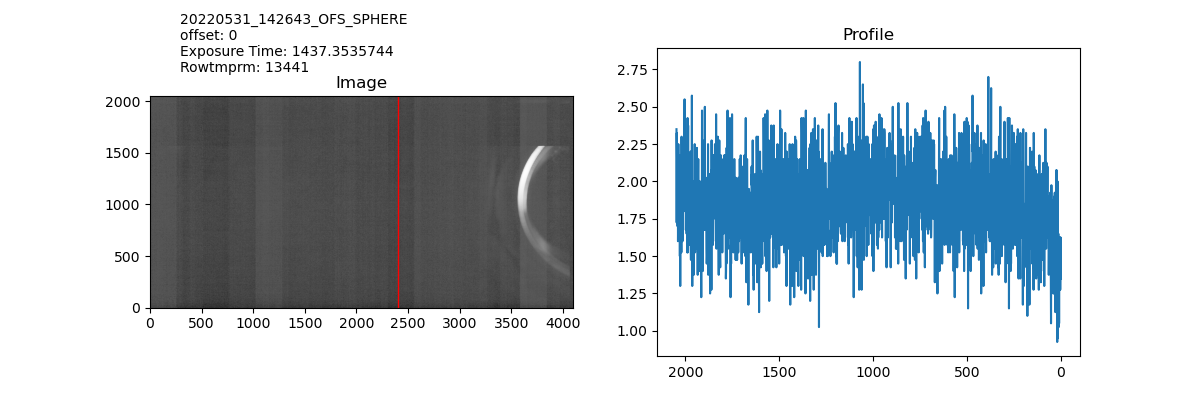 20220531_142643_OFS_SPHERE
offset: 0
Exposure Time: 1437.3535744
Rowtmprm: 13441
Image
2000
1500
1000
500
0
0 500 1000 1500 2000 2500 3000 3500 4000
Profile
2.75
2.50
2.25
2.00
1.75
1.50
1.25
1.00
2000 1500 1000 500 0